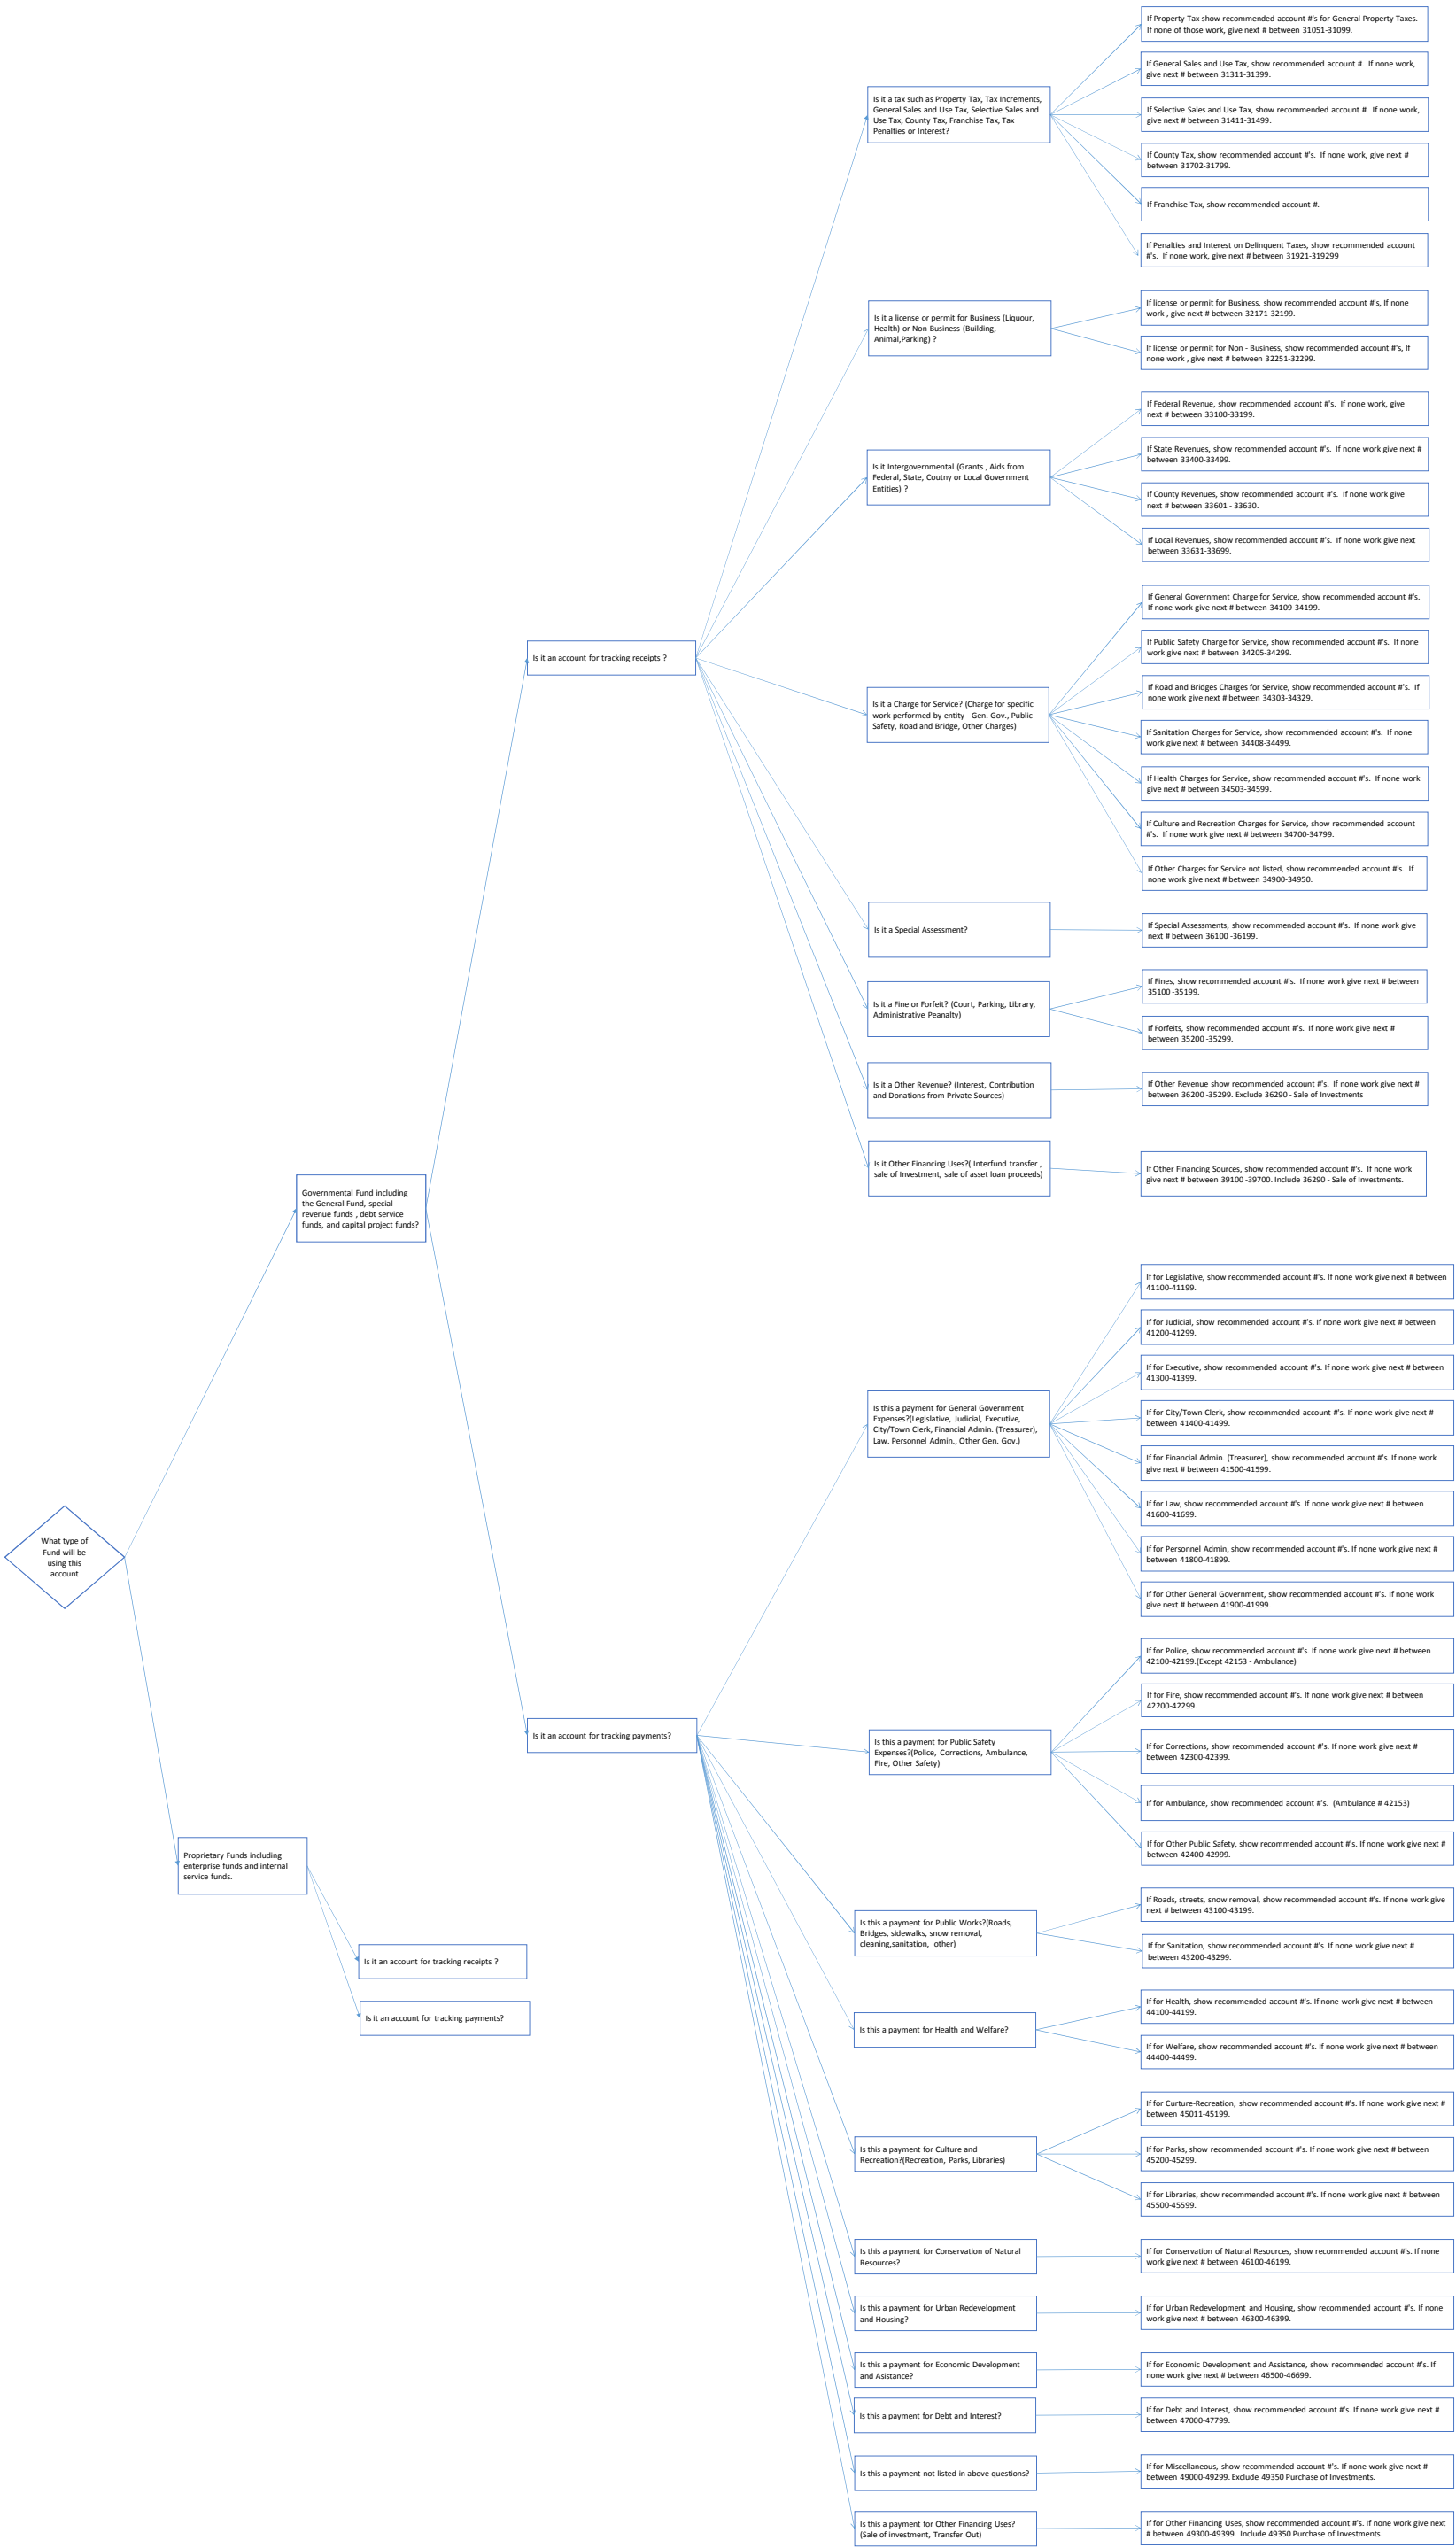 If Property Tax show recommended account #'s for General Property Taxes.
If none of those work, give next # between 31051-31099.
If General Sales and Use Tax, show recommended account #.  If none work,
give next # between 31311-31399.
Is it a tax such as Property Tax, Tax Increments,
General Sales and Use Tax, Selective Sales and
Use Tax, County Tax, Franchise Tax, Tax
Penalties or Interest?
If Selective Sales and Use Tax, show recommended account #.  If none work,
give next # between 31411-31499.
If County Tax, show recommended account #'s.  If none work, give next #
between 31702-31799.
If Franchise Tax, show recommended account #.
If Penalties and Interest on Delinquent Taxes, show recommended account
#'s.  If none work, give next # between 31921-319299
Is it a license or permit for Business (Liquour,
Health) or Non-Business (Building,
Animal,Parking) ?
If license or permit for Business, show recommended account #'s, If none
work , give next # between 32171-32199.
If license or permit for Non - Business, show recommended account #'s, If
none work , give next # between 32251-32299.
If Federal Revenue, show recommended account #'s.  If none work, give
next # between 33100-33199.
If State Revenues, show recommended account #'s.  If none work give next #
between 33400-33499.
Is it Intergovernmental (Grants , Aids from
Federal, State, Coutny or Local Government
Entities) ?
If County Revenues, show recommended account #'s.  If none work give
next # between 33601 - 33630.
If Local Revenues, show recommended account #'s.  If none work give next
between 33631-33699.
If General Government Charge for Service, show recommended account #'s.
If none work give next # between 34109-34199.
If Public Safety Charge for Service, show recommended account #'s.  If none
work give next # between 34205-34299.
Is it an account for tracking receipts ?
If Road and Bridges Charges for Service, show recommended account #'s.  If
none work give next # between 34303-34329.
Is it a Charge for Service? (Charge for specific
work performed by entity - Gen. Gov., Public
Safety, Road and Bridge, Other Charges)
If Sanitation Charges for Service, show recommended account #'s.  If none
work give next # between 34408-34499.
If Health Charges for Service, show recommended account #'s.  If none work
give next # between 34503-34599.
If Culture and Recreation Charges for Service, show recommended account
#'s.  If none work give next # between 34700-34799.
If Other Charges for Service not listed, show recommended account #'s.  If
none work give next # between 34900-34950.
Is it a Special Assessment?
If Special Assessments, show recommended account #'s.  If none work give
next # between 36100 -36199.
If Fines, show recommended account #'s.  If none work give next # between
35100 -35199.
Is it a Fine or Forfeit? (Court, Parking, Library,
Administrative Peanalty)
If Forfeits, show recommended account #'s.  If none work give next #
between 35200 -35299.
Is it a Other Revenue? (Interest, Contribution
and Donations from Private Sources)
If Other Revenue show recommended account #'s.  If none work give next #
between 36200 -35299. Exclude 36290 - Sale of Investments
Is it Other Financing Uses?( Interfund transfer ,
sale of Investment, sale of asset loan proceeds)
If Other Financing Sources, show recommended account #'s.  If none work
give next # between 39100 -39700. Include 36290 - Sale of Investments.
Governmental Fund including
the General Fund, special
revenue funds , debt service
funds, and capital project funds?
If for Legislative, show recommended account #'s. If none work give next # between
41100-41199.
If for Judicial, show recommended account #'s. If none work give next # between
41200-41299.
If for Executive, show recommended account #'s. If none work give next # between
41300-41399.
Is this a payment for General Government
Expenses?(Legislative, Judicial, Executive,
City/Town Clerk, Financial Admin. (Treasurer),
Law. Personnel Admin., Other Gen. Gov.)
If for City/Town Clerk, show recommended account #'s. If none work give next #
between 41400-41499.
If for Financial Admin. (Treasurer), show recommended account #'s. If none work
give next # between 41500-41599.
If for Law, show recommended account #'s. If none work give next # between
41600-41699.
If for Personnel Admin, show recommended account #'s. If none work give next #
between 41800-41899.
If for Other General Government, show recommended account #'s. If none work
give next # between 41900-41999.
What type of
Fund will be
using this
account
If for Police, show recommended account #'s. If none work give next # between
42100-42199.(Except 42153 - Ambulance)
If for Fire, show recommended account #'s. If none work give next # between
42200-42299.
Is it an account for tracking payments?
Is this a payment for Public Safety
Expenses?(Police, Corrections, Ambulance,
Fire, Other Safety)
If for Corrections, show recommended account #'s. If none work give next #
between 42300-42399.
If for Ambulance, show recommended account #'s.  (Ambulance # 42153)
If for Other Public Safety, show recommended account #'s. If none work give next #
between 42400-42999.
Proprietary Funds including
enterprise funds and internal
service funds.
Is it an account for tracking receipts ?
Is it an account for tracking payments?
Is this a payment for Public Works?(Roads,
Bridges, sidewalks, snow removal,
cleaning,sanitation,  other)
If Roads, streets, snow removal, show recommended account #'s. If none work give
next # between 43100-43199.
If for Sanitation, show recommended account #'s. If none work give next #
between 43200-43299.
Is this a payment for Health and Welfare?
If for Health, show recommended account #'s. If none work give next # between
44100-44199.
If for Welfare, show recommended account #'s. If none work give next # between
44400-44499.
If for Curture-Recreation, show recommended account #'s. If none work give next #
between 45011-45199.
Is this a payment for Culture and
Recreation?(Recreation, Parks, Libraries)
If for Parks, show recommended account #'s. If none work give next # between
45200-45299.
If for Libraries, show recommended account #'s. If none work give next # between
45500-45599.
Is this a payment for Conservation of Natural
Resources?
If for Conservation of Natural Resources, show recommended account #'s. If none
work give next # between 46100-46199.
Is this a payment for Urban Redevelopment
and Housing?
If for Urban Redevelopment and Housing, show recommended account #'s. If none
work give next # between 46300-46399.
Is this a payment for Economic Development
and Asistance?
If for Economic Development and Assistance, show recommended account #'s. If
none work give next # between 46500-46699.
Is this a payment for Debt and Interest?
If for Debt and Interest, show recommended account #'s. If none work give next #
between 47000-47799.
Is this a payment not listed in above questions?
If for Miscellaneous, show recommended account #'s. If none work give next #
between 49000-49299. Exclude 49350 Purchase of Investments.
Is this a payment for Other Financing Uses?
(Sale of investment, Transfer Out)
If for Other Financing Uses, show recommended account #'s. If none work give next
# between 49300-49399.  Include 49350 Purchase of Investments.